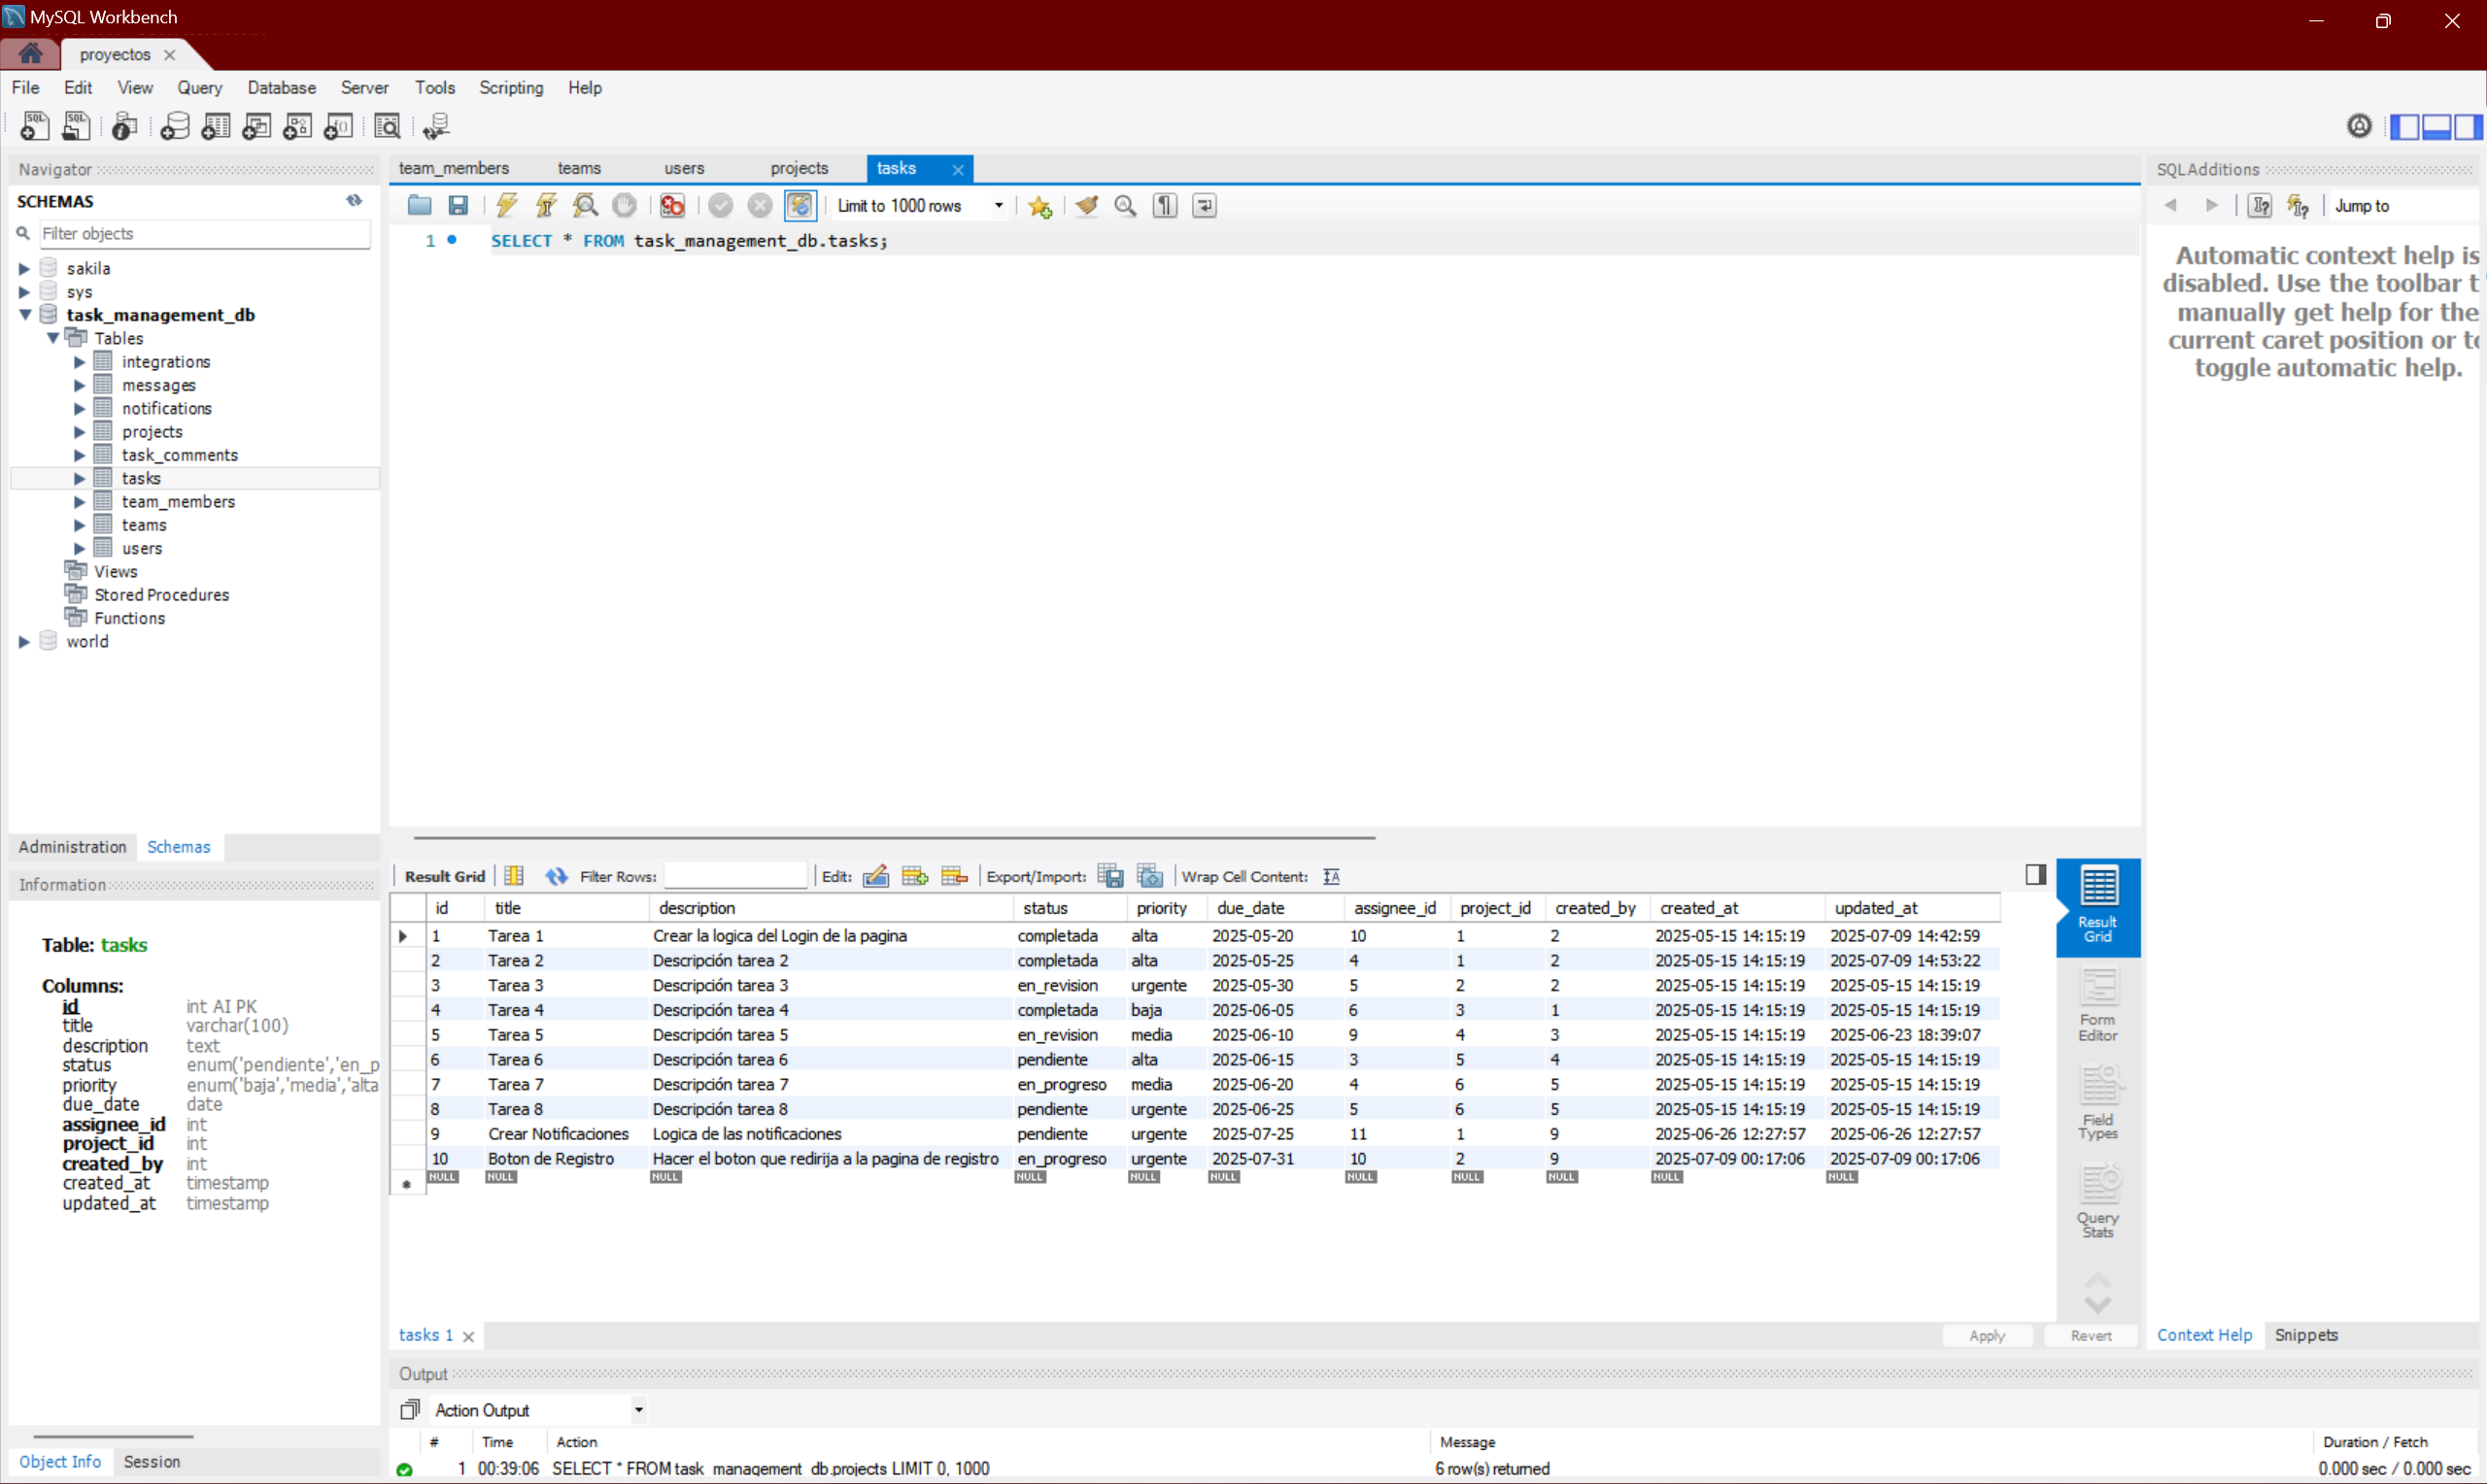 MySQL Workbench
proyectos
File Edit View Query Database Server Tools Scripting Help
Navigator
SCHEMAS
Filter objects
sakila
sys
task_management_db
Tables
integrations
messages
notifications
projects
task_comments
tasks
team_members
teams
users
Views
Stored Procedures
Functions
world
Administration Schemas
Information
Table: tasks
Columns:
id int AI PK
title varchar(100)
description text
status enum('pendiente','en_p
priority enum('baja','media','alta
due_date date
assignee_id int
project_id int
created_by int
created_at timestamp
updated_at timestamp
Object Info Session
team_members teams users projects tasks
Limit to 1000 rows
1 SELECT * FROM task_management_db.tasks;
Result Grid Filter Rows: Edit: Export/Import: Wrap Cell Content:
id title description status priority due_date assignee_id project_id created_by created_at updated_at
1 Tarea 1 Crear la logica del Login de la pagina completada alta 2025-05-20 10 1 2 2025-05-15 14:15:19 2025-07-09 14:42:59
2 Tarea 2 Descripción tarea 2 completada alta 2025-05-25 4 1 2 2025-05-15 14:15:19 2025-07-09 14:53:22
3 Tarea 3 Descripción tarea 3 en_revision urgente 2025-05-30 5 2 2 2025-05-15 14:15:19 2025-05-15 14:15:19
4 Tarea 4 Descripción tarea 4 completada baja 2025-06-05 6 3 1 2025-05-15 14:15:19 2025-05-15 14:15:19
5 Tarea 5 Descripción tarea 5 en_revision media 2025-06-10 9 4 3 2025-05-15 14:15:19 2025-06-23 18:39:07
6 Tarea 6 Descripción tarea 6 pendiente alta 2025-06-15 3 5 4 2025-05-15 14:15:19 2025-05-15 14:15:19
7 Tarea 7 Descripción tarea 7 en_progreso media 2025-06-20 4 6 5 2025-05-15 14:15:19 2025-05-15 14:15:19
8 Tarea 8 Descripción tarea 8 pendiente urgente 2025-06-25 5 6 5 2025-05-15 14:15:19 2025-05-15 14:15:19
9 Crear Notificaciones Logica de las notificaciones pendiente urgente 2025-07-25 11 1 9 2025-06-26 12:27:57 2025-06-26 12:27:57
10 Boton de Registro Hacer el boton que redirija a la pagina de registro en_progreso urgente 2025-07-31 10 2 9 2025-07-09 00:17:06 2025-07-09 00:17:06
NULL NULL NULL NULL NULL NULL NULL NULL NULL NULL NULL
Result Grid
Form Editor
Field Types
Query Stats
tasks 1
Apply Revert
Output
Action Output
# Time Action Message Duration / Fetch
1 00:39:06 SELECT * FROM task_management_db.projects LIMIT 0, 1000 6 row(s) returned 0.000 sec / 0.000 sec
SQLAdditions
Jump to
Automatic context help is
disabled. Use the toolbar t
manually get help for the
current caret position or to
toggle automatic help.
Context Help Snippets